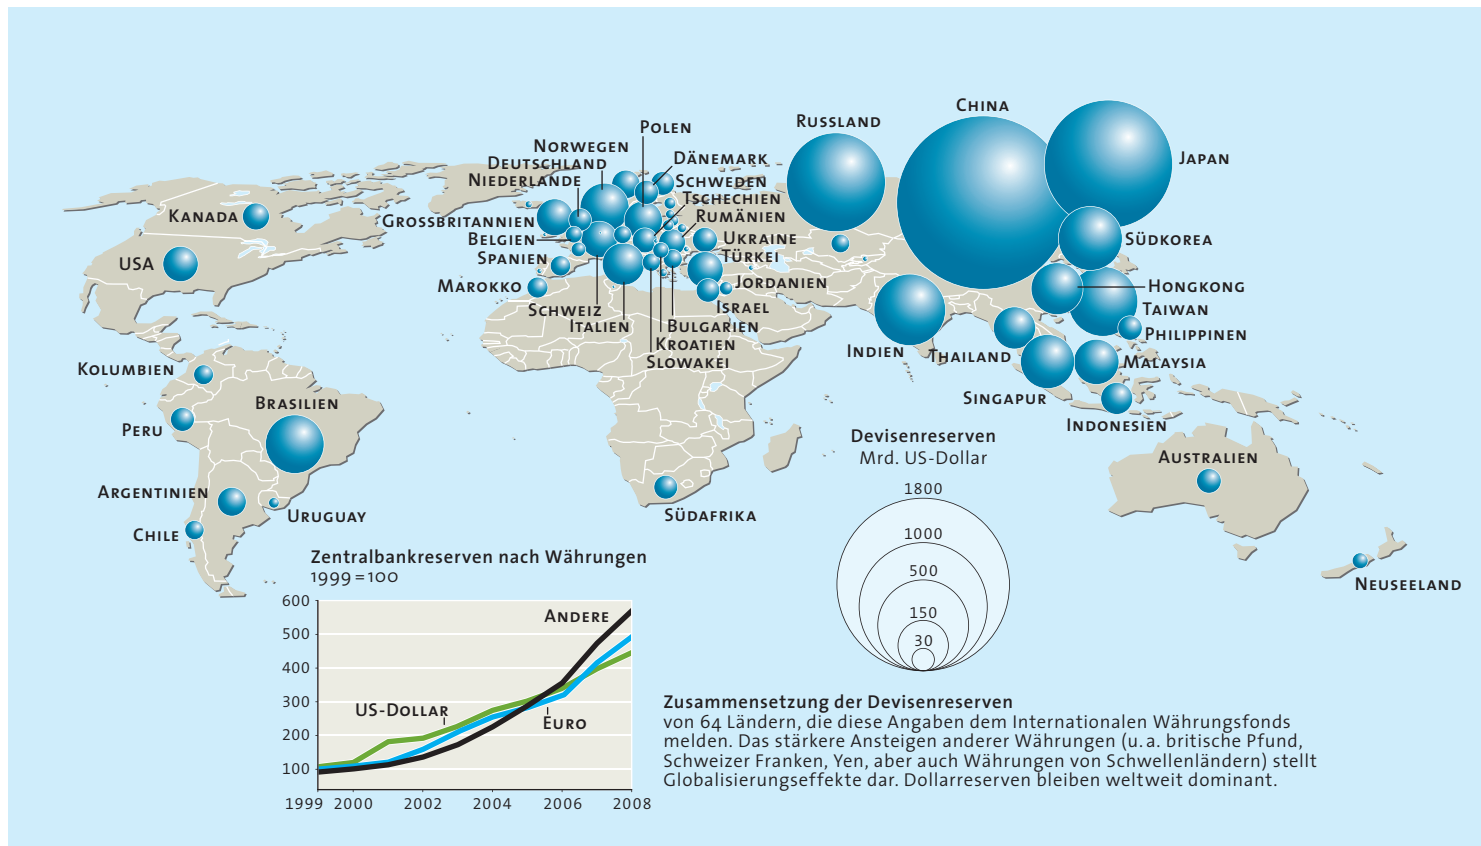 CHINA
RUSSLAND
JAPAN
POLEN
NORWEGEN
DÄNEMARK
DEUTSCHLAND
NIEDERLANDE
SCHWEDEN
TSCHECHIEN
KANADA
GROSSBRITANNIEN
RUMÄNIEN
BELGIEN
UKRAINE
SÜDKOREA
USA
SPANIEN
TÜRKEI
MAROKKO
JORDANIEN
HONGKONG
SCHWEIZ
ISRAEL
TAIWAN
ITALIEN
BULGARIEN
PHILIPPINEN
KROATIEN
INDIEN
THAILAND
SLOWAKEI
MALAYSIA
KOLUMBIEN
SINGAPUR
BRASILIEN
INDONESIEN
PERU
AUSTRALIEN
ARGENTINIEN
URUGUAY
SÜDAFRIKA
CHILE
NEUSEELAND
Devisenreserven
Mrd. US-Dollar
1800
1000
500
150
30
Zentralbankreserven nach Währungen
1999=100
600
500
400
300
200
100
ANDERE
US-DOLLAR
EURO
1999 2000 2002 2004 2006 2008
Zusammensetzung der Devisenreserven
von 64 Ländern, die diese Angaben dem Internationalen Währungsfonds
melden. Das stärkere Ansteigen anderer Währungen (u. a. britische Pfund,
Schweizer Franken, Yen, aber auch Währungen von Schwellenländern) stellt
Globalisierungseffekte dar. Dollarreserven bleiben weltweit dominant.